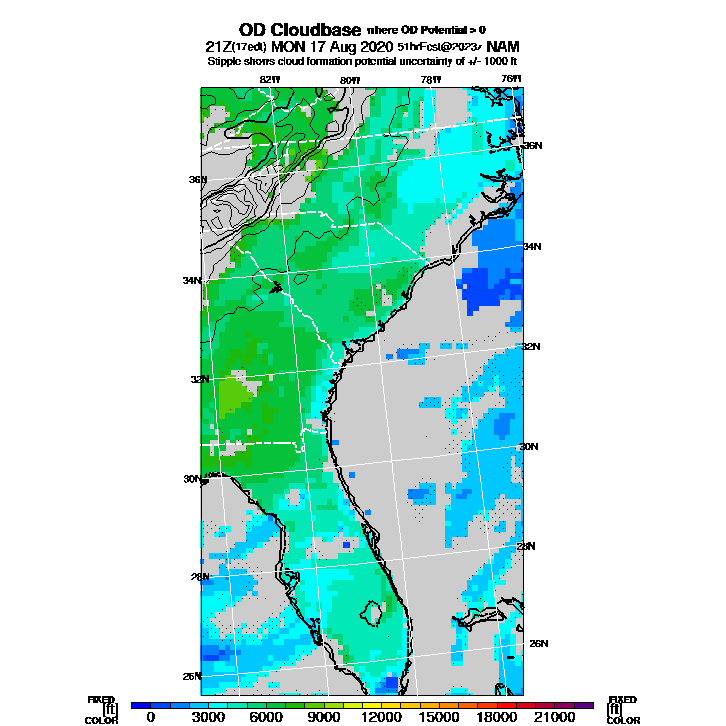 OD Cloudbase where OD Potential > 0
21Z(17edt) MON 17 Aug 2020 51hrFcst@2023z NAM
Stipple shows cloud formation potential uncertainty of +/- 1000 ft
82W 80W 78W 76W
36N
36N
34N
34N
32N
32N
30N
30N
28N
28N
26N
26N
FIXED FIXED
[ft] [ft]
COLOR 0 3000 6000 9000 12000 15000 18000 21000 COLOR